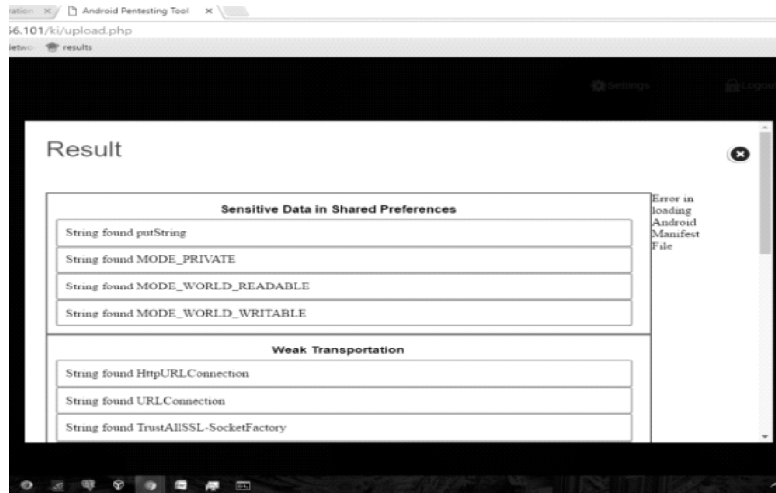 ration
Android Pentesting Tool
56.101/ki/upload.php
results
Settings
Logout
Result
Sensitive Data in Shared Preferences
String found putString
String found MODE_PRIVATE
String found MODE_WORLD_READABLE
String found MODE_WORLD_WRITABLE
Error in
loading
Android
Manifest
File
Weak Transportation
String found HttpURLConnection
String found URLConnection
String found TrustAllSSL-SocketFactory